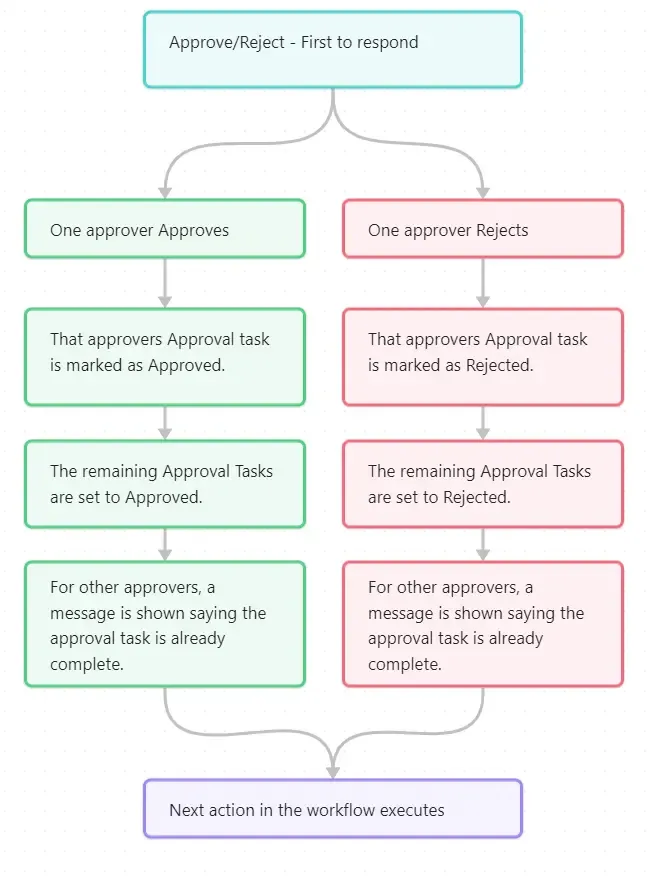 Approve/Reject - First to respond
One approver Approves
One approver Rejects
That approvers Approval task
is marked as Approved.
That approvers Approval task
is marked as Rejected.
The remaining Approval Tasks
are set to Approved.
The remaining Approval Tasks
are set to Rejected.
For other approvers, a
message is shown saying the
approval task is already
complete.
For other approvers, a
message is shown saying the
approval task is already
complete.
Next action in the workflow executes